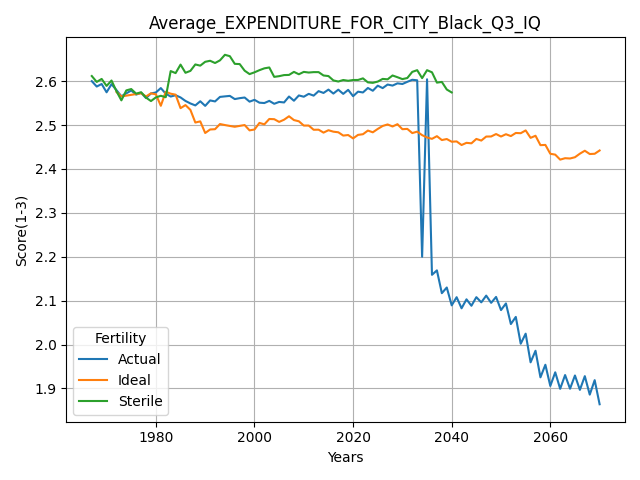 Average_EXPENDITURE_FOR_CITY_Black_Q3_IQ
Score(1-3)
2.6
2.5
2.4
2.3
2.2
2.1
2.0
1.9
Fertility
Actual
Ideal
Sterile
1980
2000
2020
2040
2060
Years